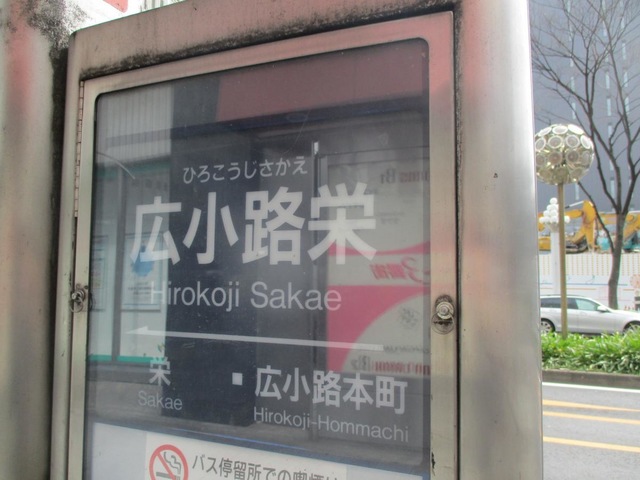 ひろこうじさかえ
広小路栄
Hirokoji Sakae
栄 広小路本町
Sakae Hirokoji-Hommachi
バス停留所での喫煙は